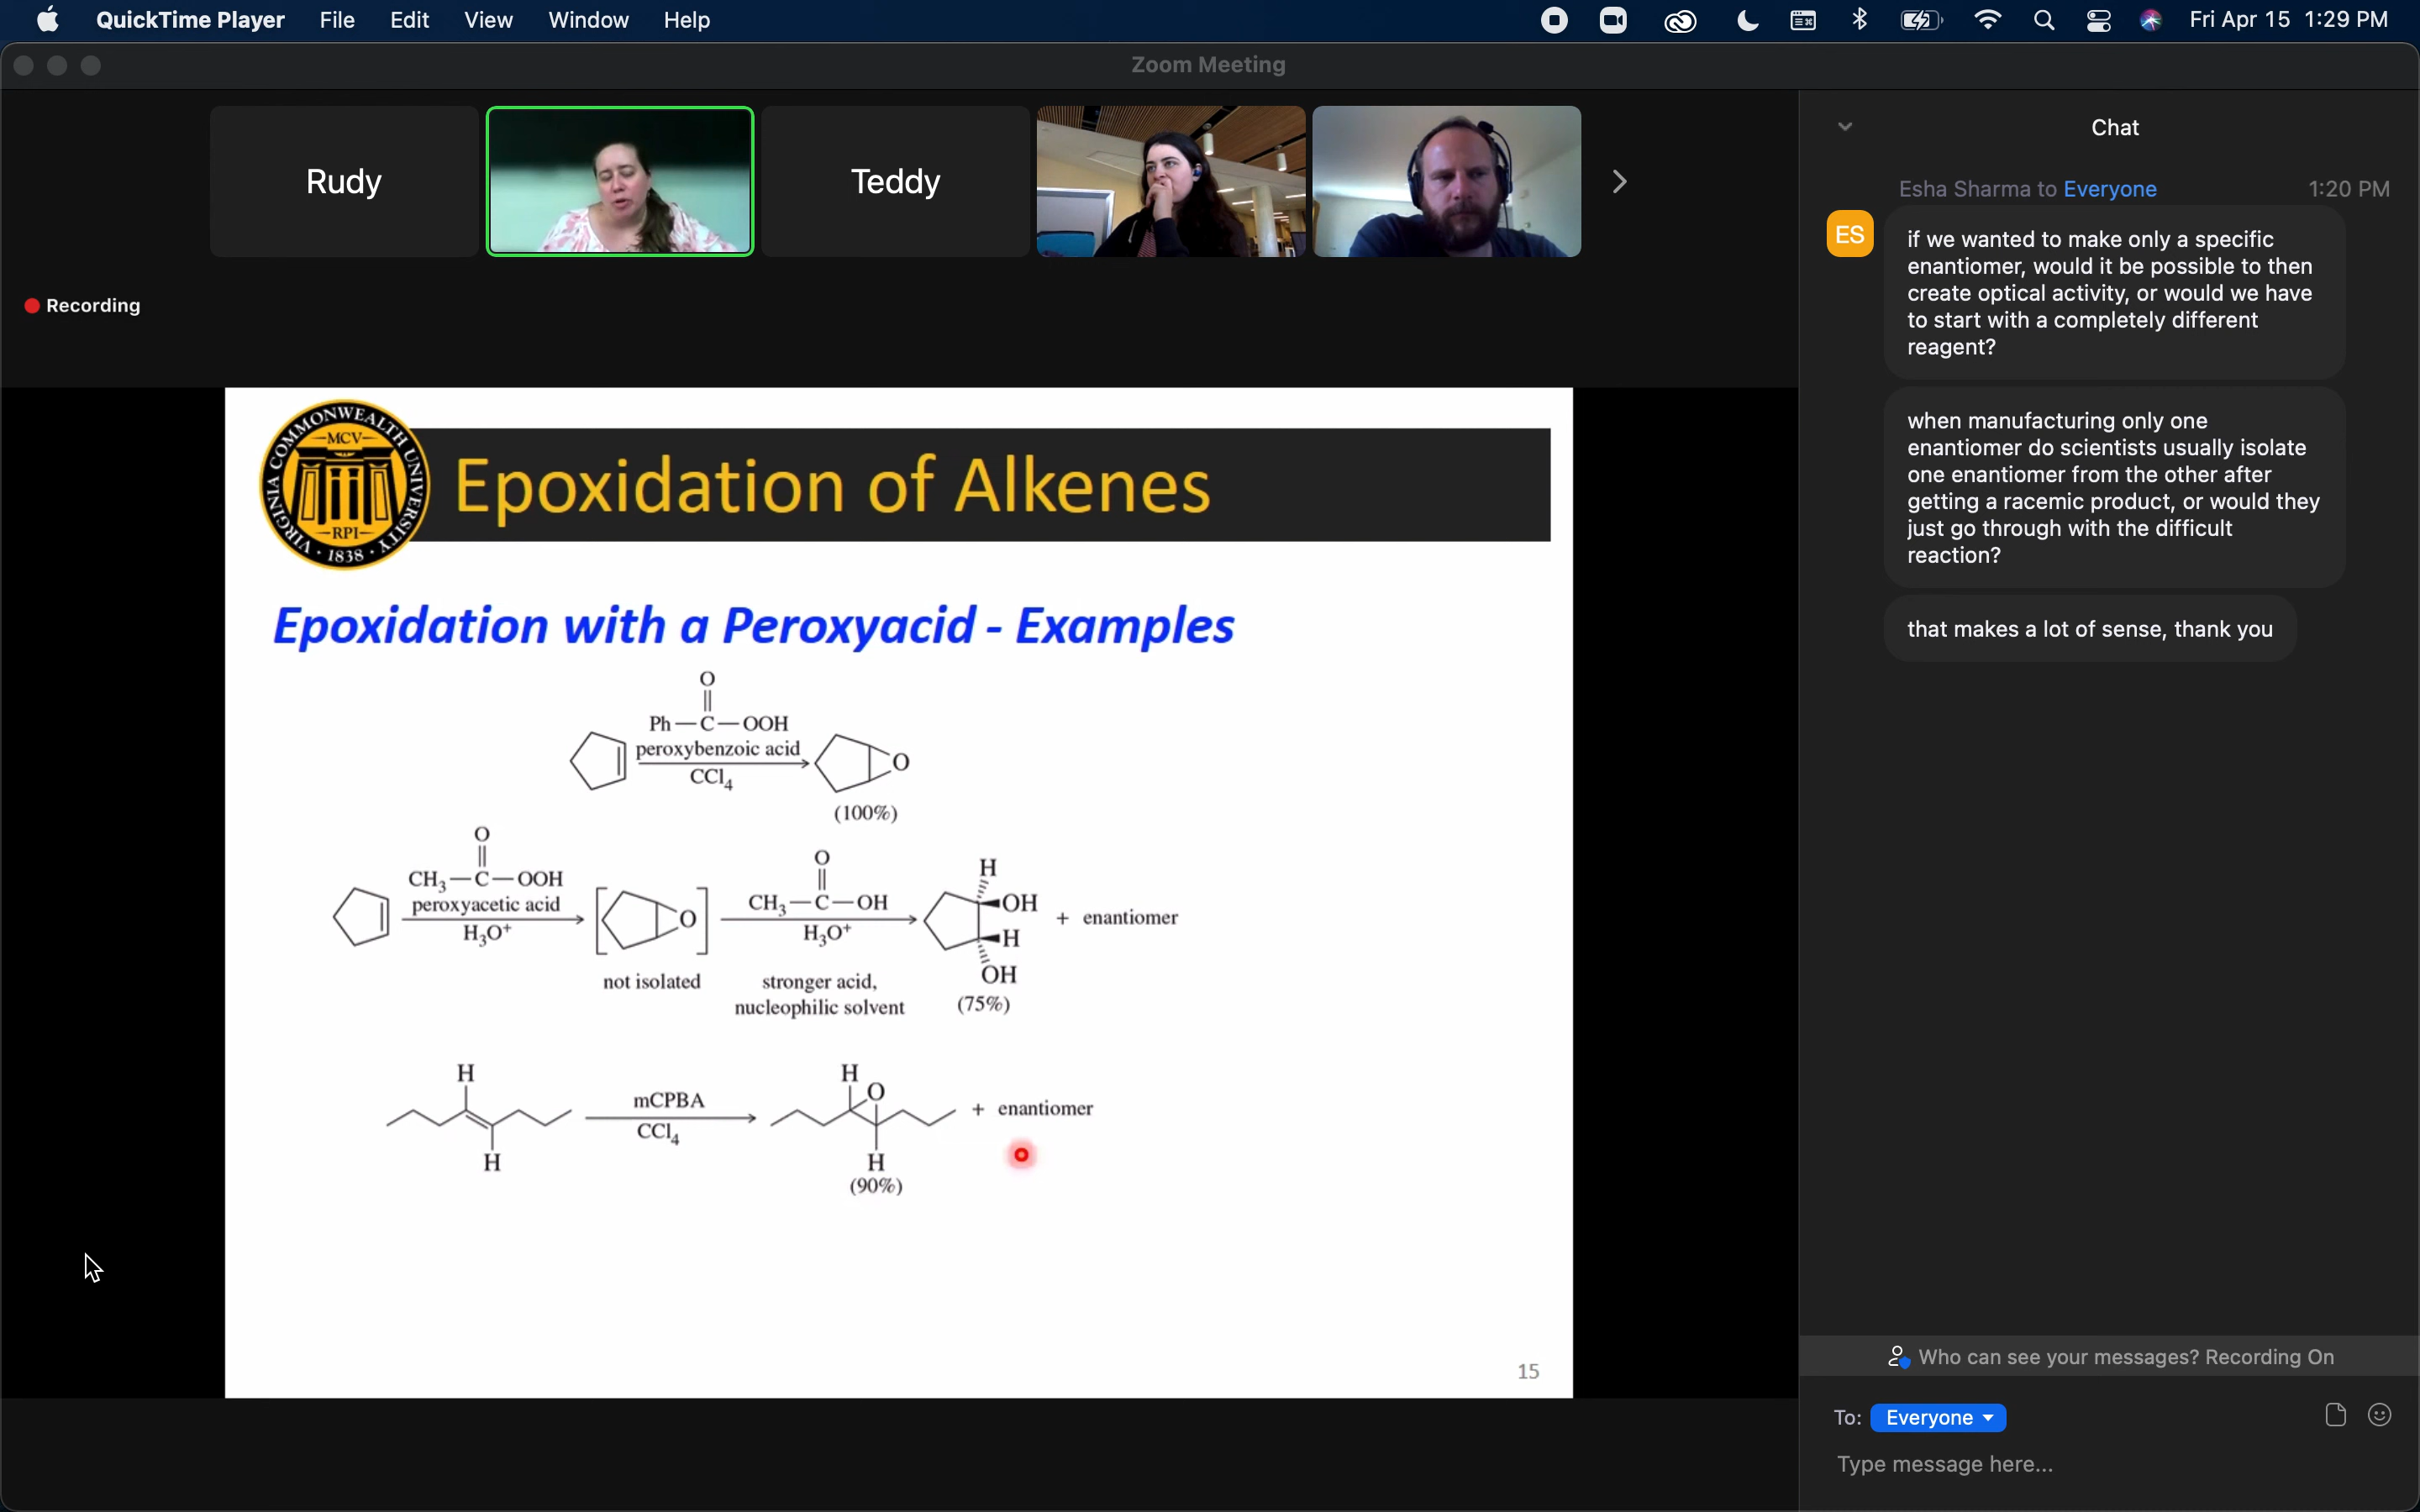 QuickTime Player File Edit View Window Help Fri Apr 15 1:29 PM
Zoom Meeting
Rudy
Teddy
Recording
VIRGINIA COMMONWEALTH UNIVERSITY
MCV
RPI
1838
Epoxidation of Alkenes
Epoxidation with a Peroxyacid - Examples
O
Ph—C—OOH
peroxybenzoic acid
O
CCl4
(100%)
O
CH3—C—OOH
peroxyacetic acid
H3O+
O
not isolated
O
CH3—C—OH
H3O+
stronger acid,
nucleophilic solvent
H
OH
H
OH
(75%)
+ enantiomer
H
H
mCPBA
CCl4
H
O
H
(90%)
+ enantiomer
15
Chat
Esha Sharma to Everyone 1:20 PM
ES
if we wanted to make only a specific
enantiomer, would it be possible to then
create optical activity, or would we have
to start with a completely different
reagent?
when manufacturing only one
enantiomer do scientists usually isolate
one enantiomer from the other after
getting a racemic product, or would they
just go through with the difficult
reaction?
that makes a lot of sense, thank you
Who can see your messages? Recording On
To: Everyone
Type message here...